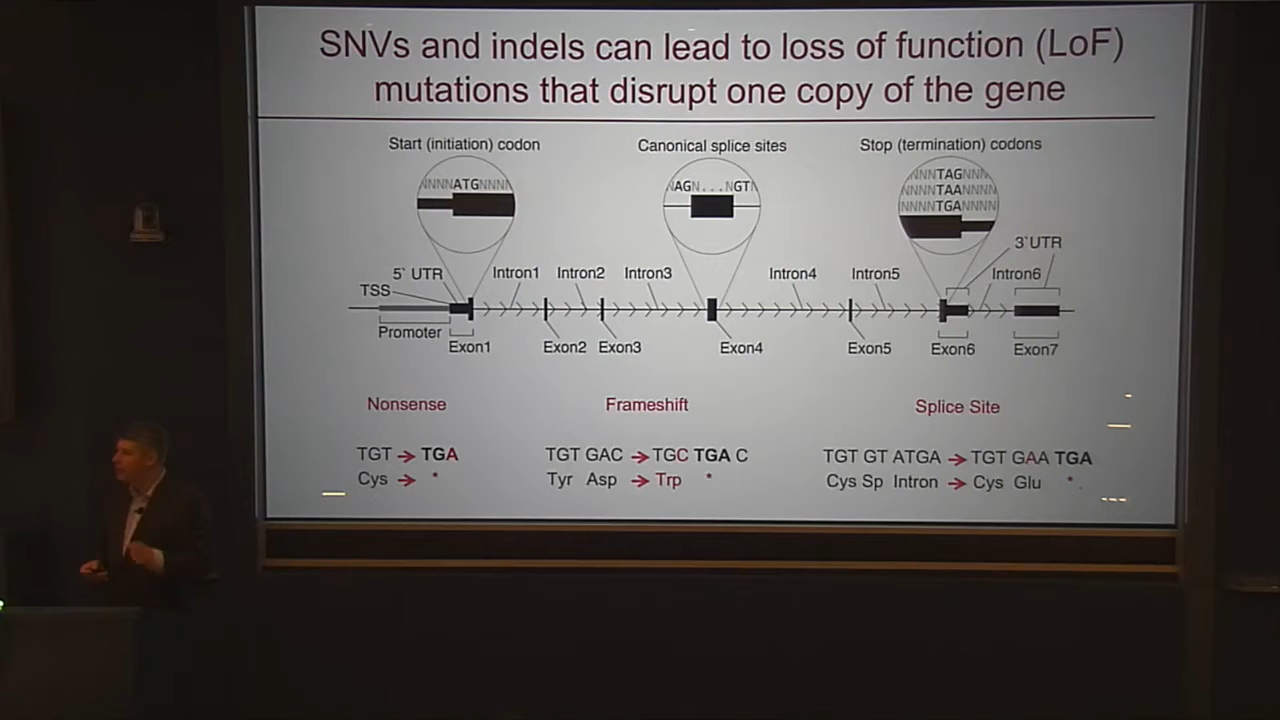 SNVs and indels can lead to loss of function (LoF)
mutations that disrupt one copy of the gene
Start (initiation) codon
Canonical splice sites
Stop (termination) codons
NNNNATGNNNN
NAGN...NGTN
NNNTAGNNN
NNNNTAANNNN
NNNNTGANNNN
3`UTR
5` UTR
Intron1
Intron2
Intron3
Intron4
Intron5
Intron6
TSS
Promoter
Exon1
Exon2
Exon3
Exon4
Exon5
Exon6
Exon7
Nonsense
Frameshift
Splice Site
TGT → TGA
Cys → *
TGT GAC → TGC TGA C
Tyr Asp → Trp *
TGT GT ATGA → TGT GAA TGA
Cys Sp Intron → Cys Glu *